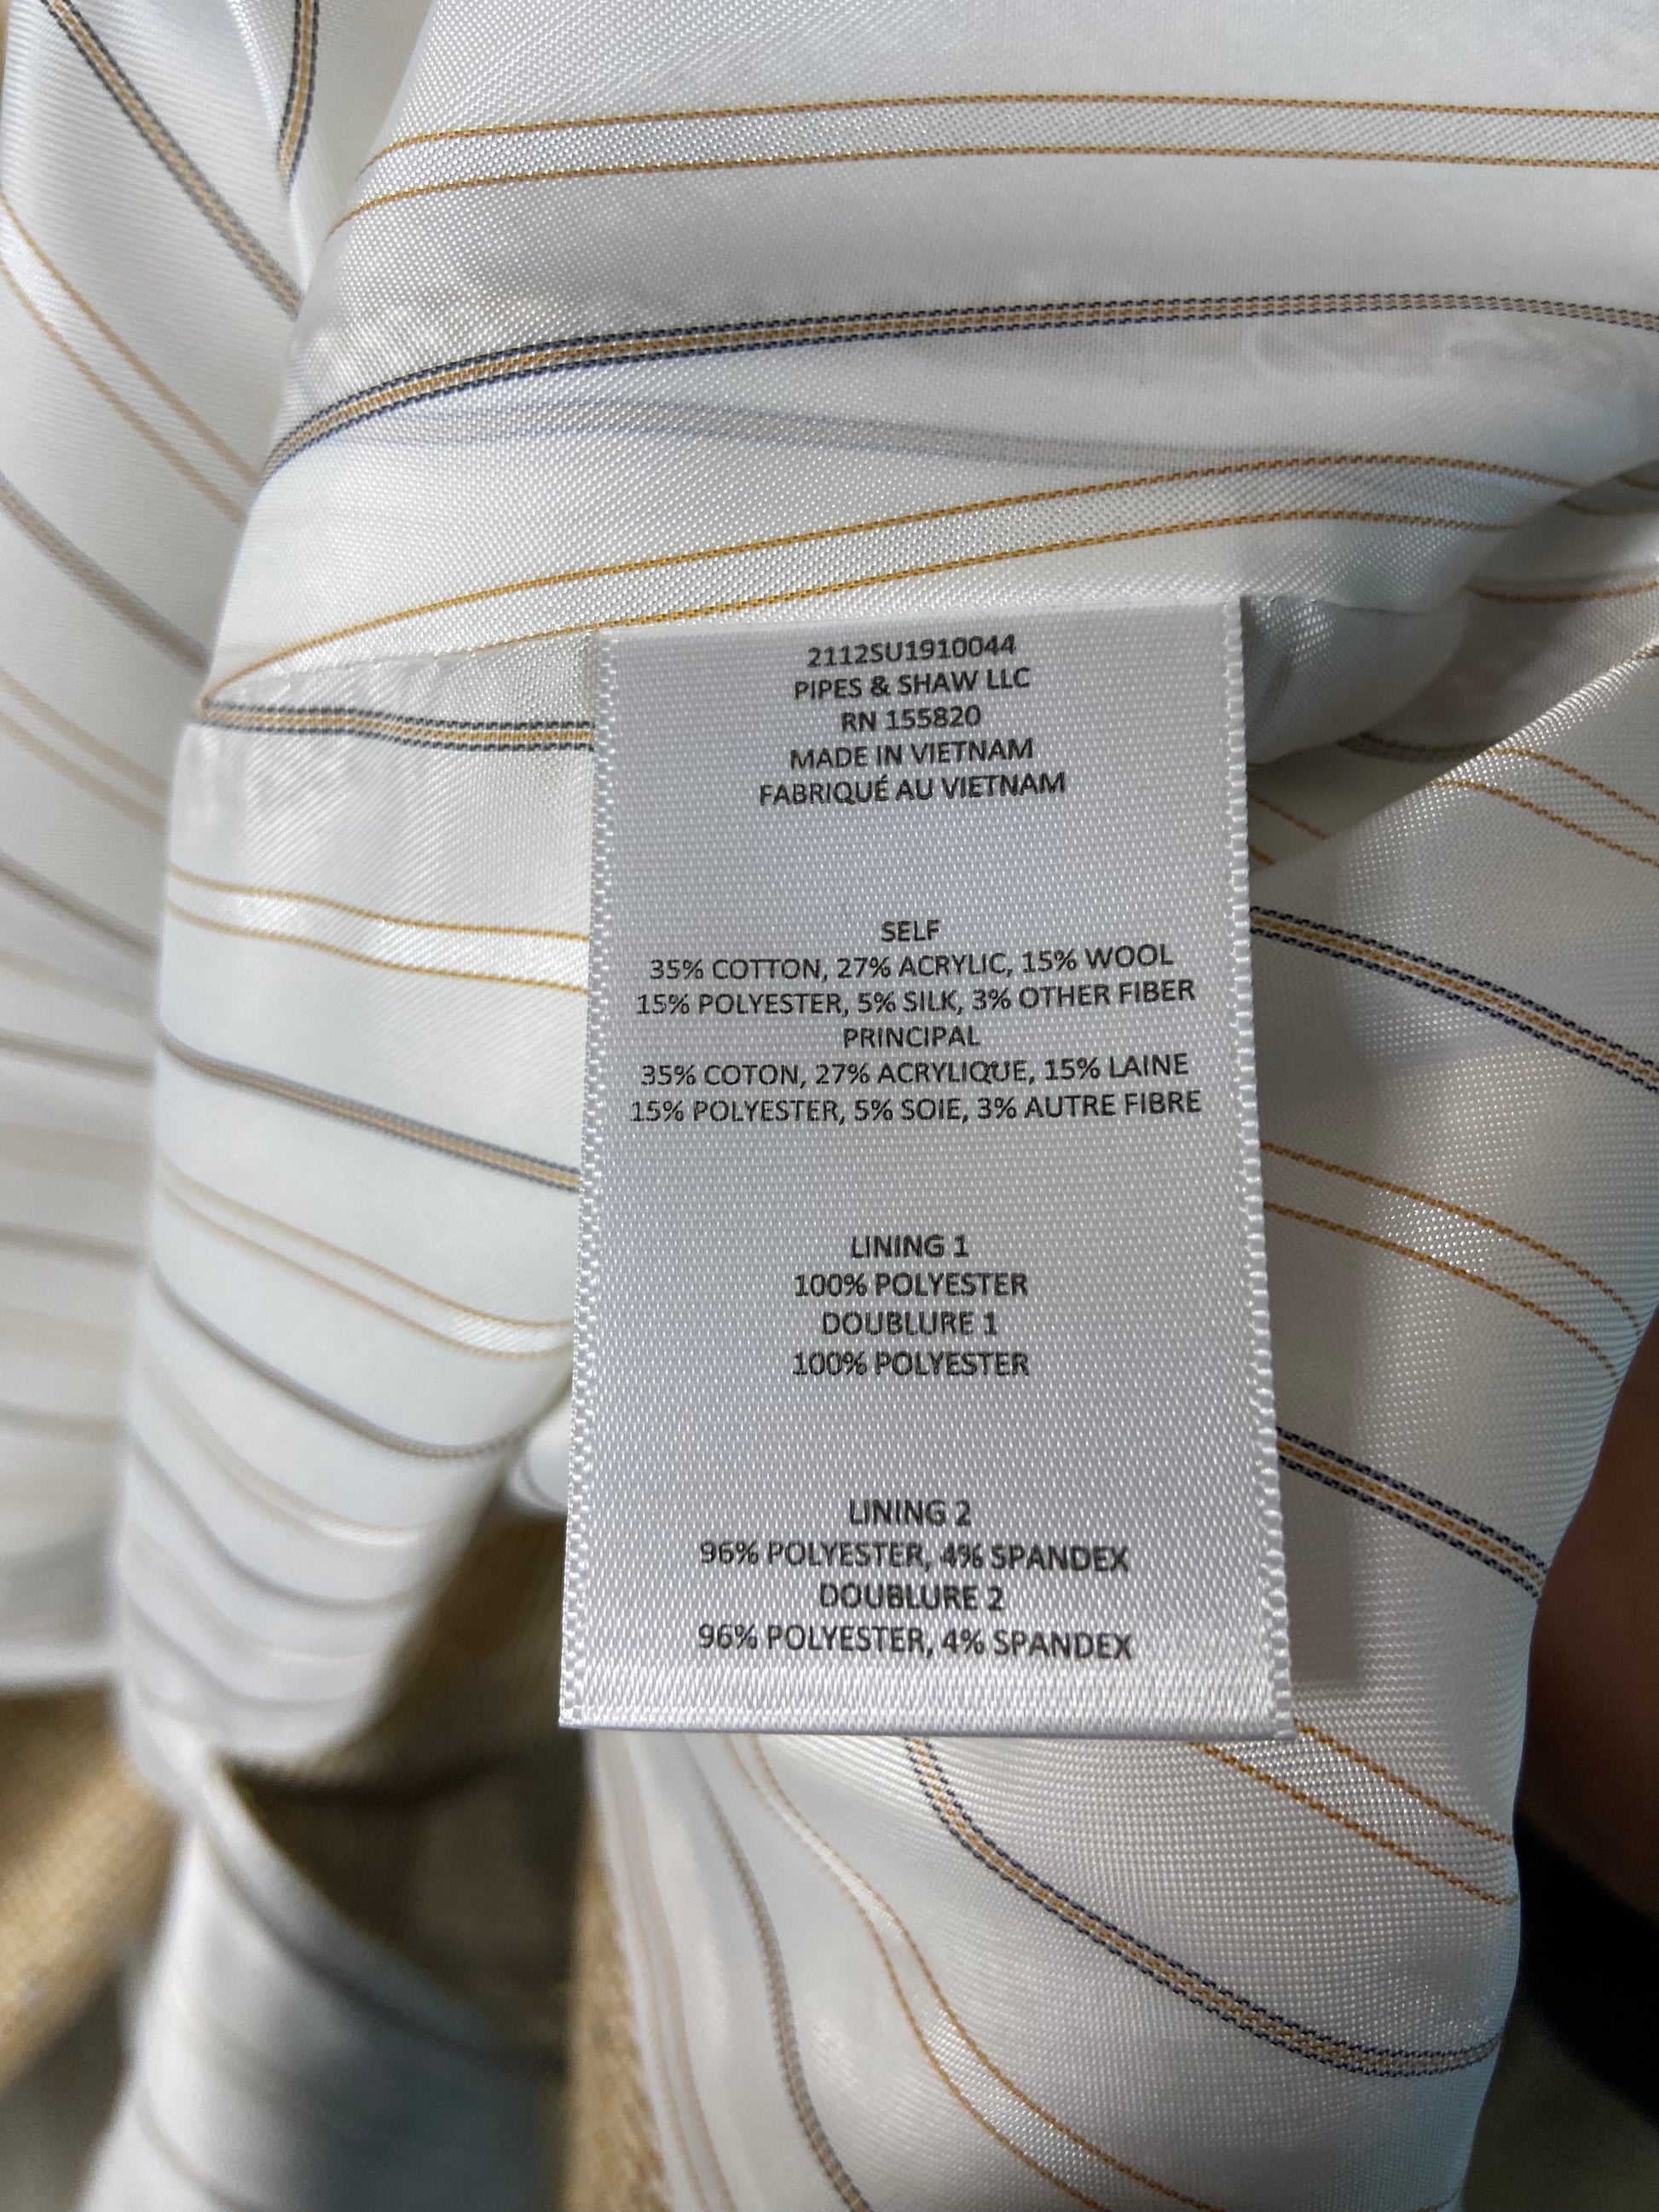 2112SU1910044
PIPES & SHAW LLC
RN 155820
MADE IN VIETNAM
FABRIQUÉ AU VIETNAM
SELF
35% COTTON, 27% ACRYLIC, 15% WOOL
15% POLYESTER, 5% SILK, 3% OTHER FIBER
PRINCIPAL
35% COTON, 27% ACRYLIQUE, 15% LAINE
15% POLYESTER, 5% SOIE, 3% AUTRE FIBRE
LINING 1
100% POLYESTER
DOUBLURE 1
100% POLYESTER
LINING 2
96% POLYESTER, 4% SPANDEX
DOUBLURE 2
96% POLYESTER, 4% SPANDEX